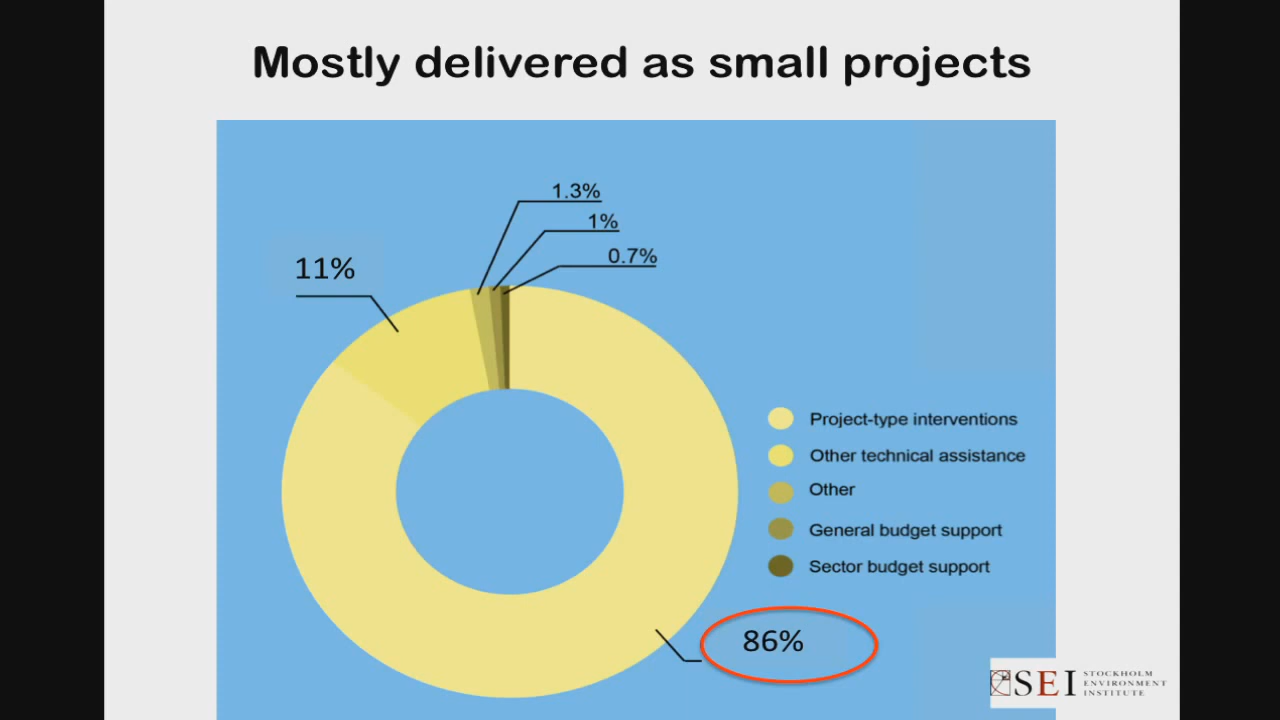 Mostly delivered as small projects
1.3%
1%
0.7%
11%
Project-type interventions
Other technical assistance
Other
General budget support
Sector budget support
86%
SEI
STOCKHOLM
ENVIRONMENT
INSTITUTE